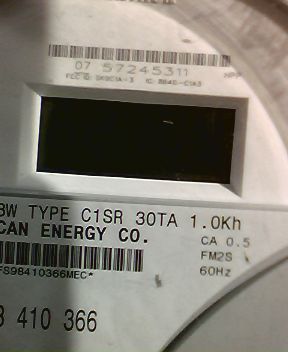 07 57245311
3W TYPE C1SR 30TA 1.0Kh
CAN ENERGY CO.
CA 0.5
FM2S
FS98410366MEC*
60Hz
8 410 366